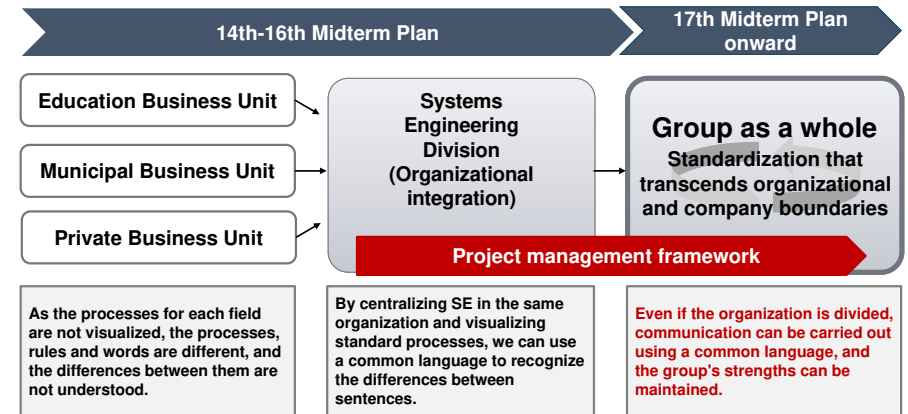 14th-16th Midterm Plan
17th Midterm Plan
onward
Education Business Unit
Municipal Business Unit
Private Business Unit
Systems
Engineering
Division
(Organizational
integration)
Group as a whole
Standardization that
transcends organizational
and company boundaries
Project management framework
As the processes for each field
are not visualized, the processes,
rules and words are different, and
the differences between them are
not understood.
By centralizing SE in the same
organization and visualizing
standard processes, we can use
a common language to recognize
the differences between
sentences.
Even if the organization is divided,
communication can be carried out
using a common language, and
the group's strengths can be
maintained.